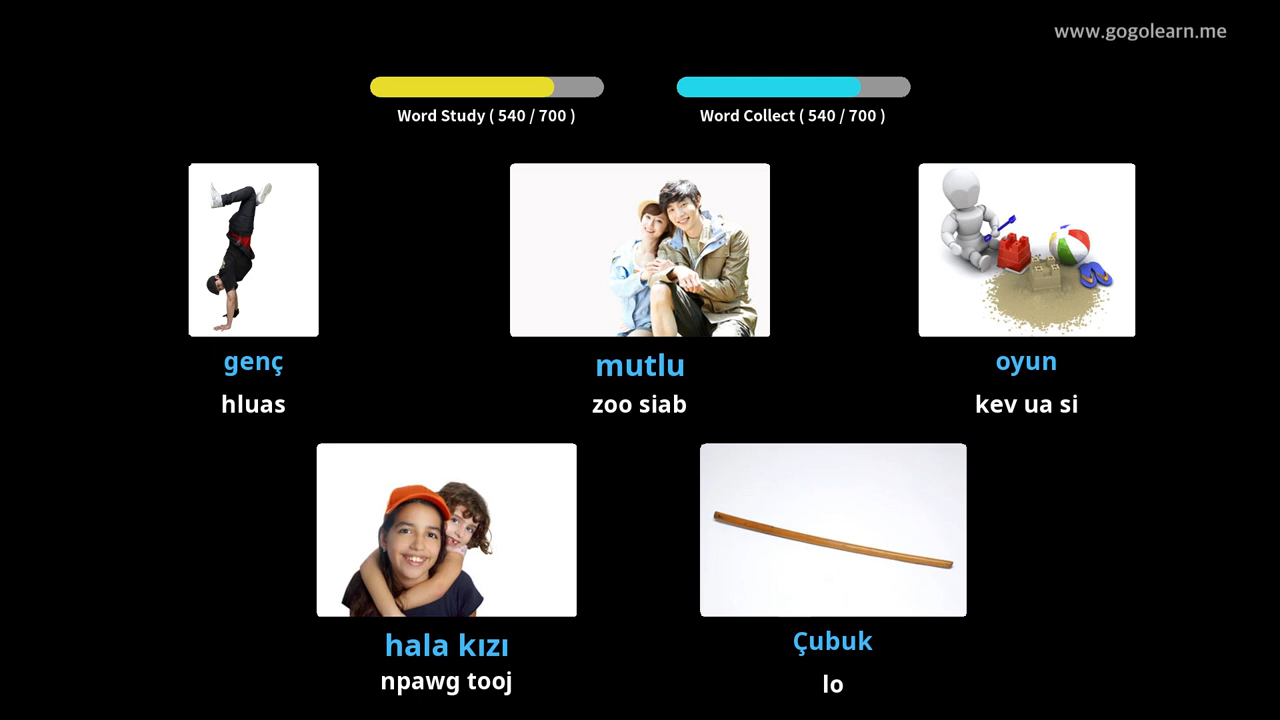 www.gogolearn.me
Word Study ( 540 / 700 )
Word Collect ( 540 / 700 )
genç
mutlu
oyun
hluas
zoo siab
kev ua si
hala kızı
Çubuk
npawg tooj
lo